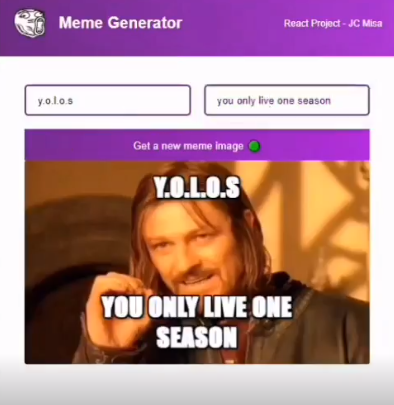 Meme Generator
React Project - JC Misa
y.o.l.o.s
you only live one season
Get a new meme image
Y.O.L.O.S
YOU ONLY LIVE ONE
SEASON